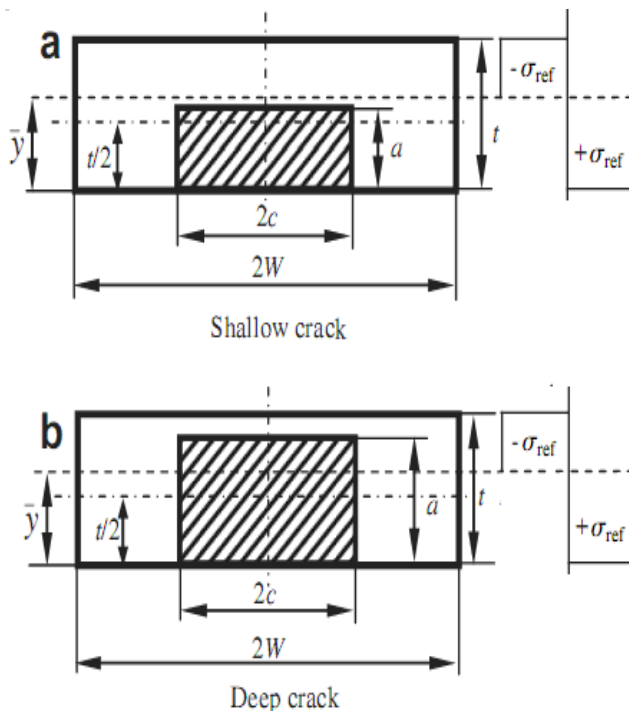 a
-σref
ȳ
t/2
a
t
+σref
2c
2W
Shallow crack
b
-σref
ȳ
t/2
a
t
+σref
2c
2W
Deep crack